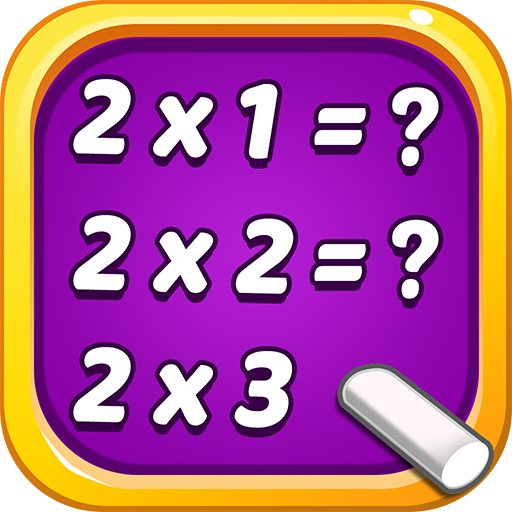 2 x 1 = ?
2 x 2 = ?
2 x 3